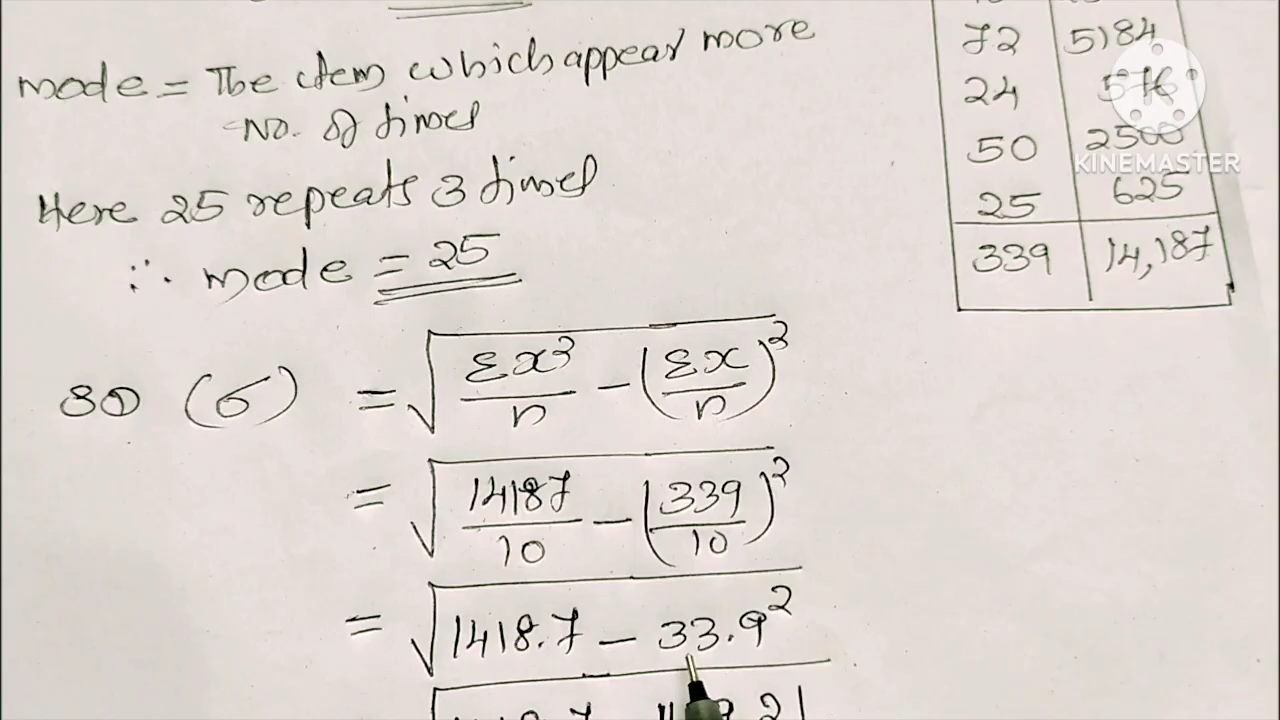 mode = The item which appear more
No. of times
Here 25 repeats 3 times
∴ mode = 25
SD (σ) = √(Σx²/n − (Σx/n)²)
= √(14187/10 − (339/10)²)
= √(1418.7 − 33.9²)
72 5184
24 576
50 2500
25 625
339 14,187
KINEMASTER